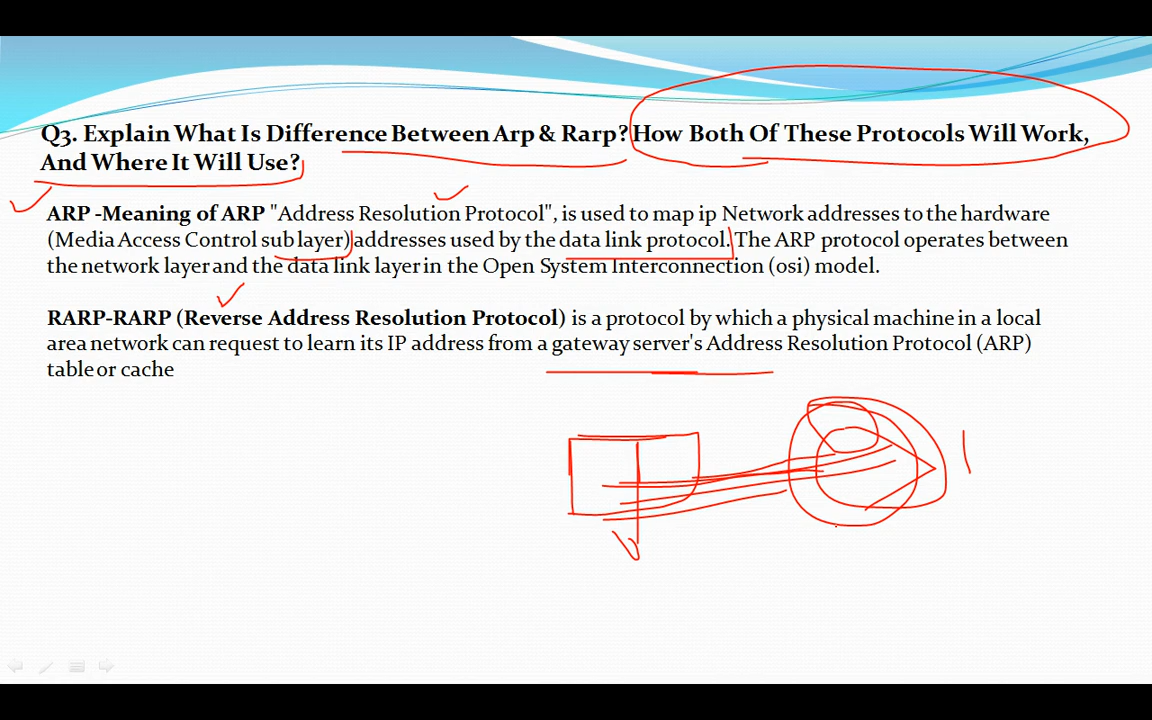 Q3. Explain What Is Difference Between Arp & Rarp? How Both Of These Protocols Will Work,
And Where It Will Use?
ARP -Meaning of ARP "Address Resolution Protocol", is used to map ip Network addresses to the hardware
(Media Access Control sub layer) addresses used by the data link protocol. The ARP protocol operates between
the network layer and the data link layer in the Open System Interconnection (osi) model.
RARP-RARP (Reverse Address Resolution Protocol) is a protocol by which a physical machine in a local
area network can request to learn its IP address from a gateway server's Address Resolution Protocol (ARP)
table or cache